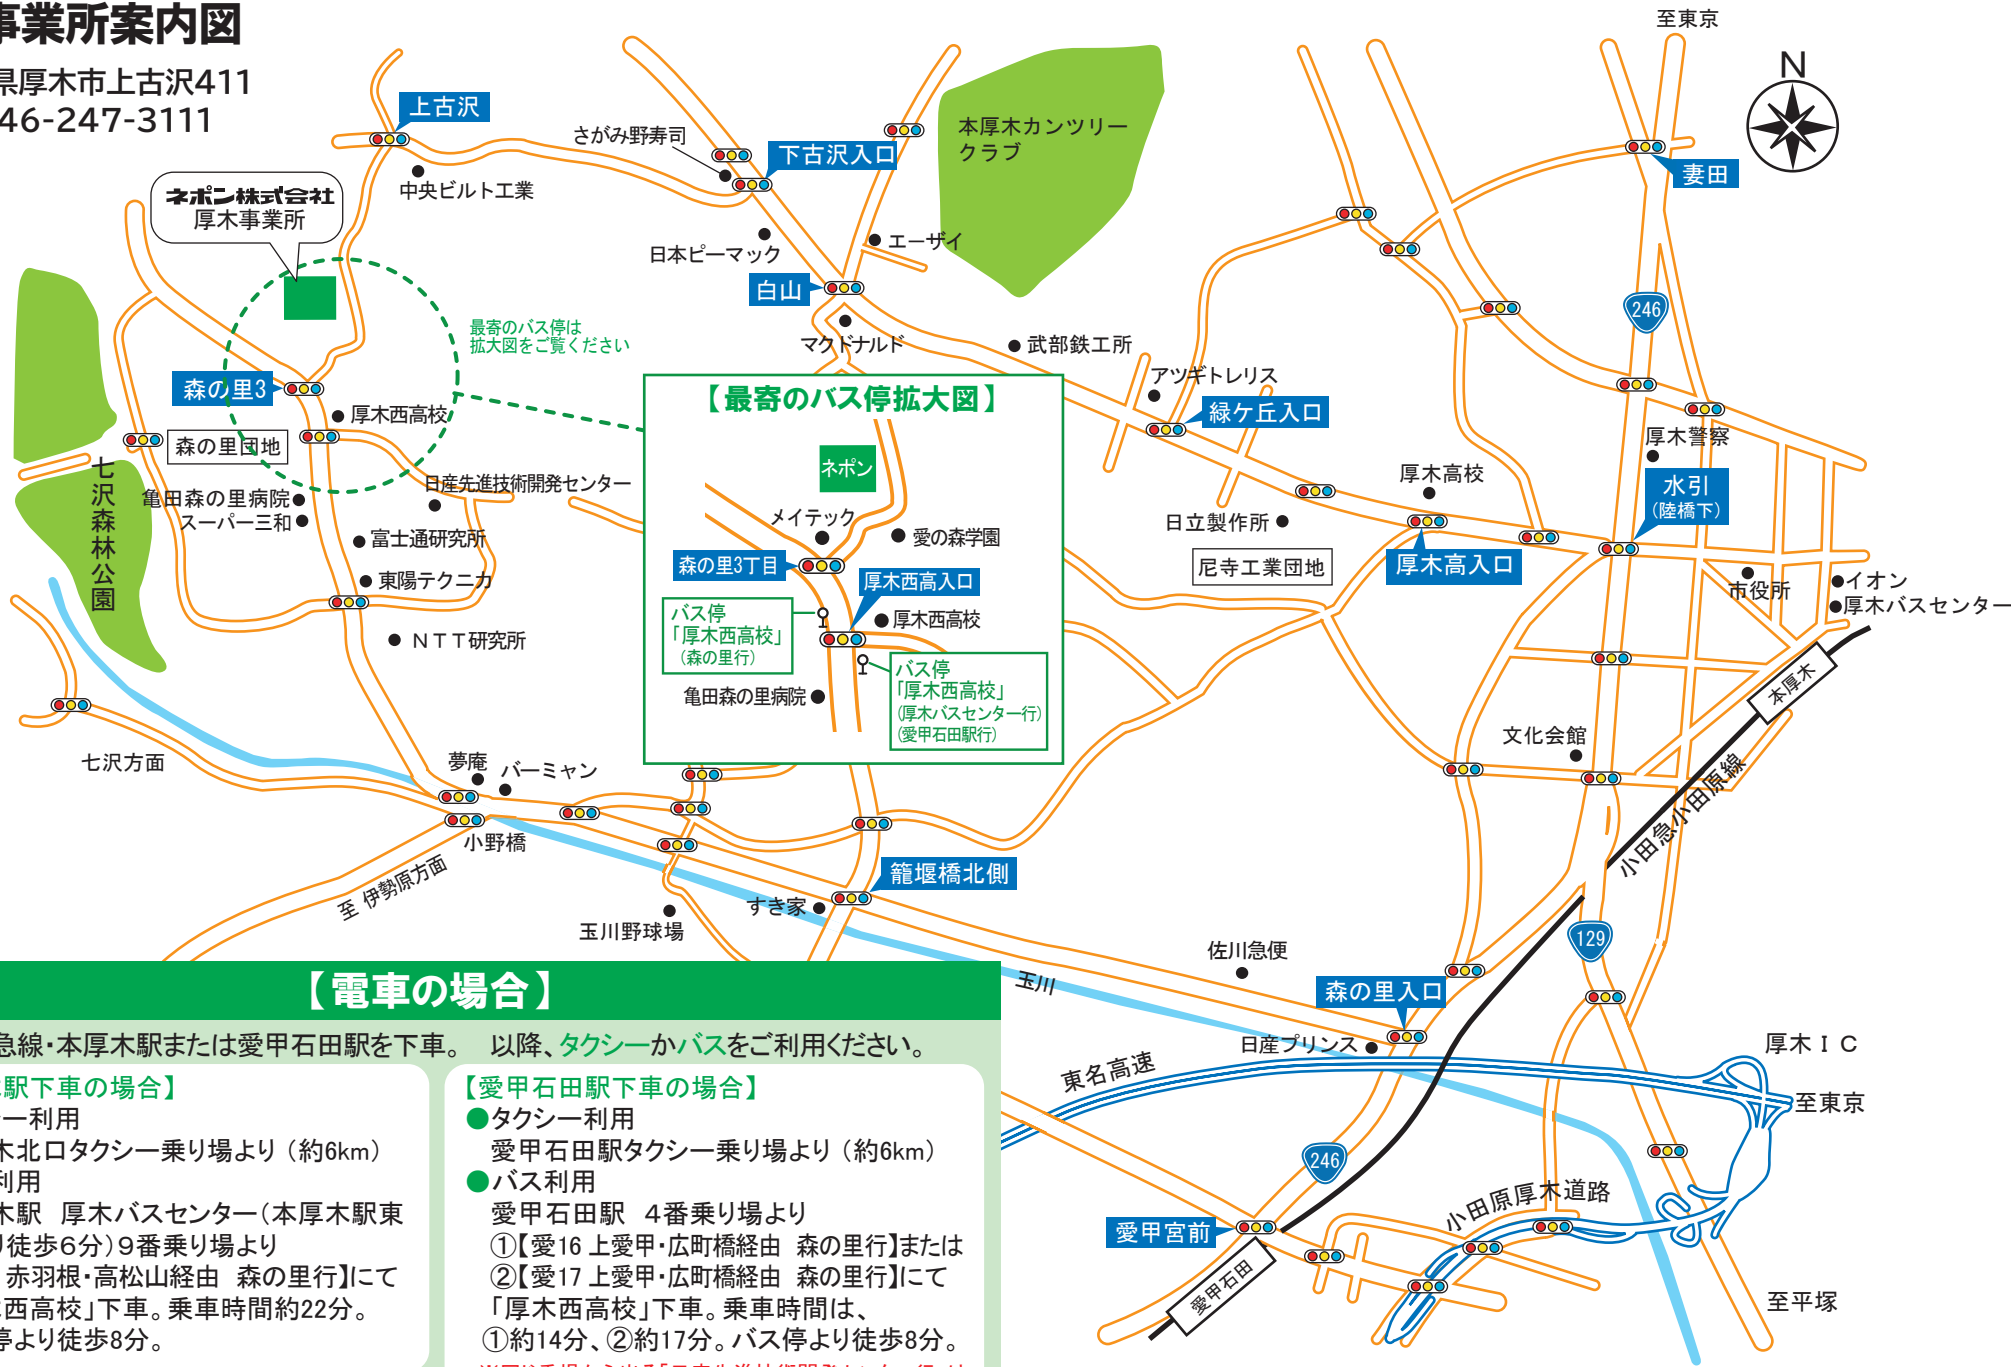 事業所案内図
県厚木市上古沢411
46-247-3111
至東京
N
上古沢
さがみ野寿司
下古沢入口
本厚木カンツリー
クラブ
妻田
中央ビルト工業
ネポン株式会社
厚木事業所
日本ピーマック
エーザイ
白山
246
最寄のバス停は
拡大図をご覧ください
マクドナルド
武部鉄工所
アツギトレリス
森の里3
緑ケ丘入口
厚木西高校
森の里団地
厚木警察
七沢森林公園
亀田森の里病院
スーパー三和
日産先進技術開発センター
厚木高校
水引
(陸橋下)
日立製作所
富士通研究所
尼寺工業団地
厚木高入口
東陽テクニカ
市役所
イオン
厚木バスセンター
NTT研究所
【最寄のバス停拡大図】
ネポン
メイテック
愛の森学園
森の里3丁目
厚木西高入口
バス停
「厚木西高校」
(森の里行)
厚木西高校
バス停
「厚木西高校」
(厚木バスセンター行)
(愛甲石田駅行)
亀田森の里病院
本厚木
文化会館
小田急小田原線
七沢方面
夢庵
バーミヤン
小野橋
至 伊勢原方面
籠堰橋北側
すき家
玉川野球場
玉川
佐川急便
129
森の里入口
日産プリンス
東名高速
厚木IC
至東京
246
小田原厚木道路
愛甲宮前
愛甲石田
至平塚
【電車の場合】
急線・本厚木駅または愛甲石田駅を下車。 以降、タクシーかバスをご利用ください。
駅下車の場合】
ー利用
木北口タクシー乗り場より（約6km）
利用
木駅 厚木バスセンター（本厚木駅東
り徒歩6分）9番乗り場より
赤羽根・高松山経由 森の里行】にて
西高校」下車。乗車時間約22分。
停より徒歩8分。
【愛甲石田駅下車の場合】
●タクシー利用
愛甲石田駅タクシー乗り場より（約6km）
●バス利用
愛甲石田駅 4番乗り場より
①【愛16 上愛甲・広町橋経由 森の里行】または
②【愛17 上愛甲・広町橋経由 森の里行】にて
「厚木西高校」下車。乗車時間は、
①約14分、②約17分。バス停より徒歩8分。